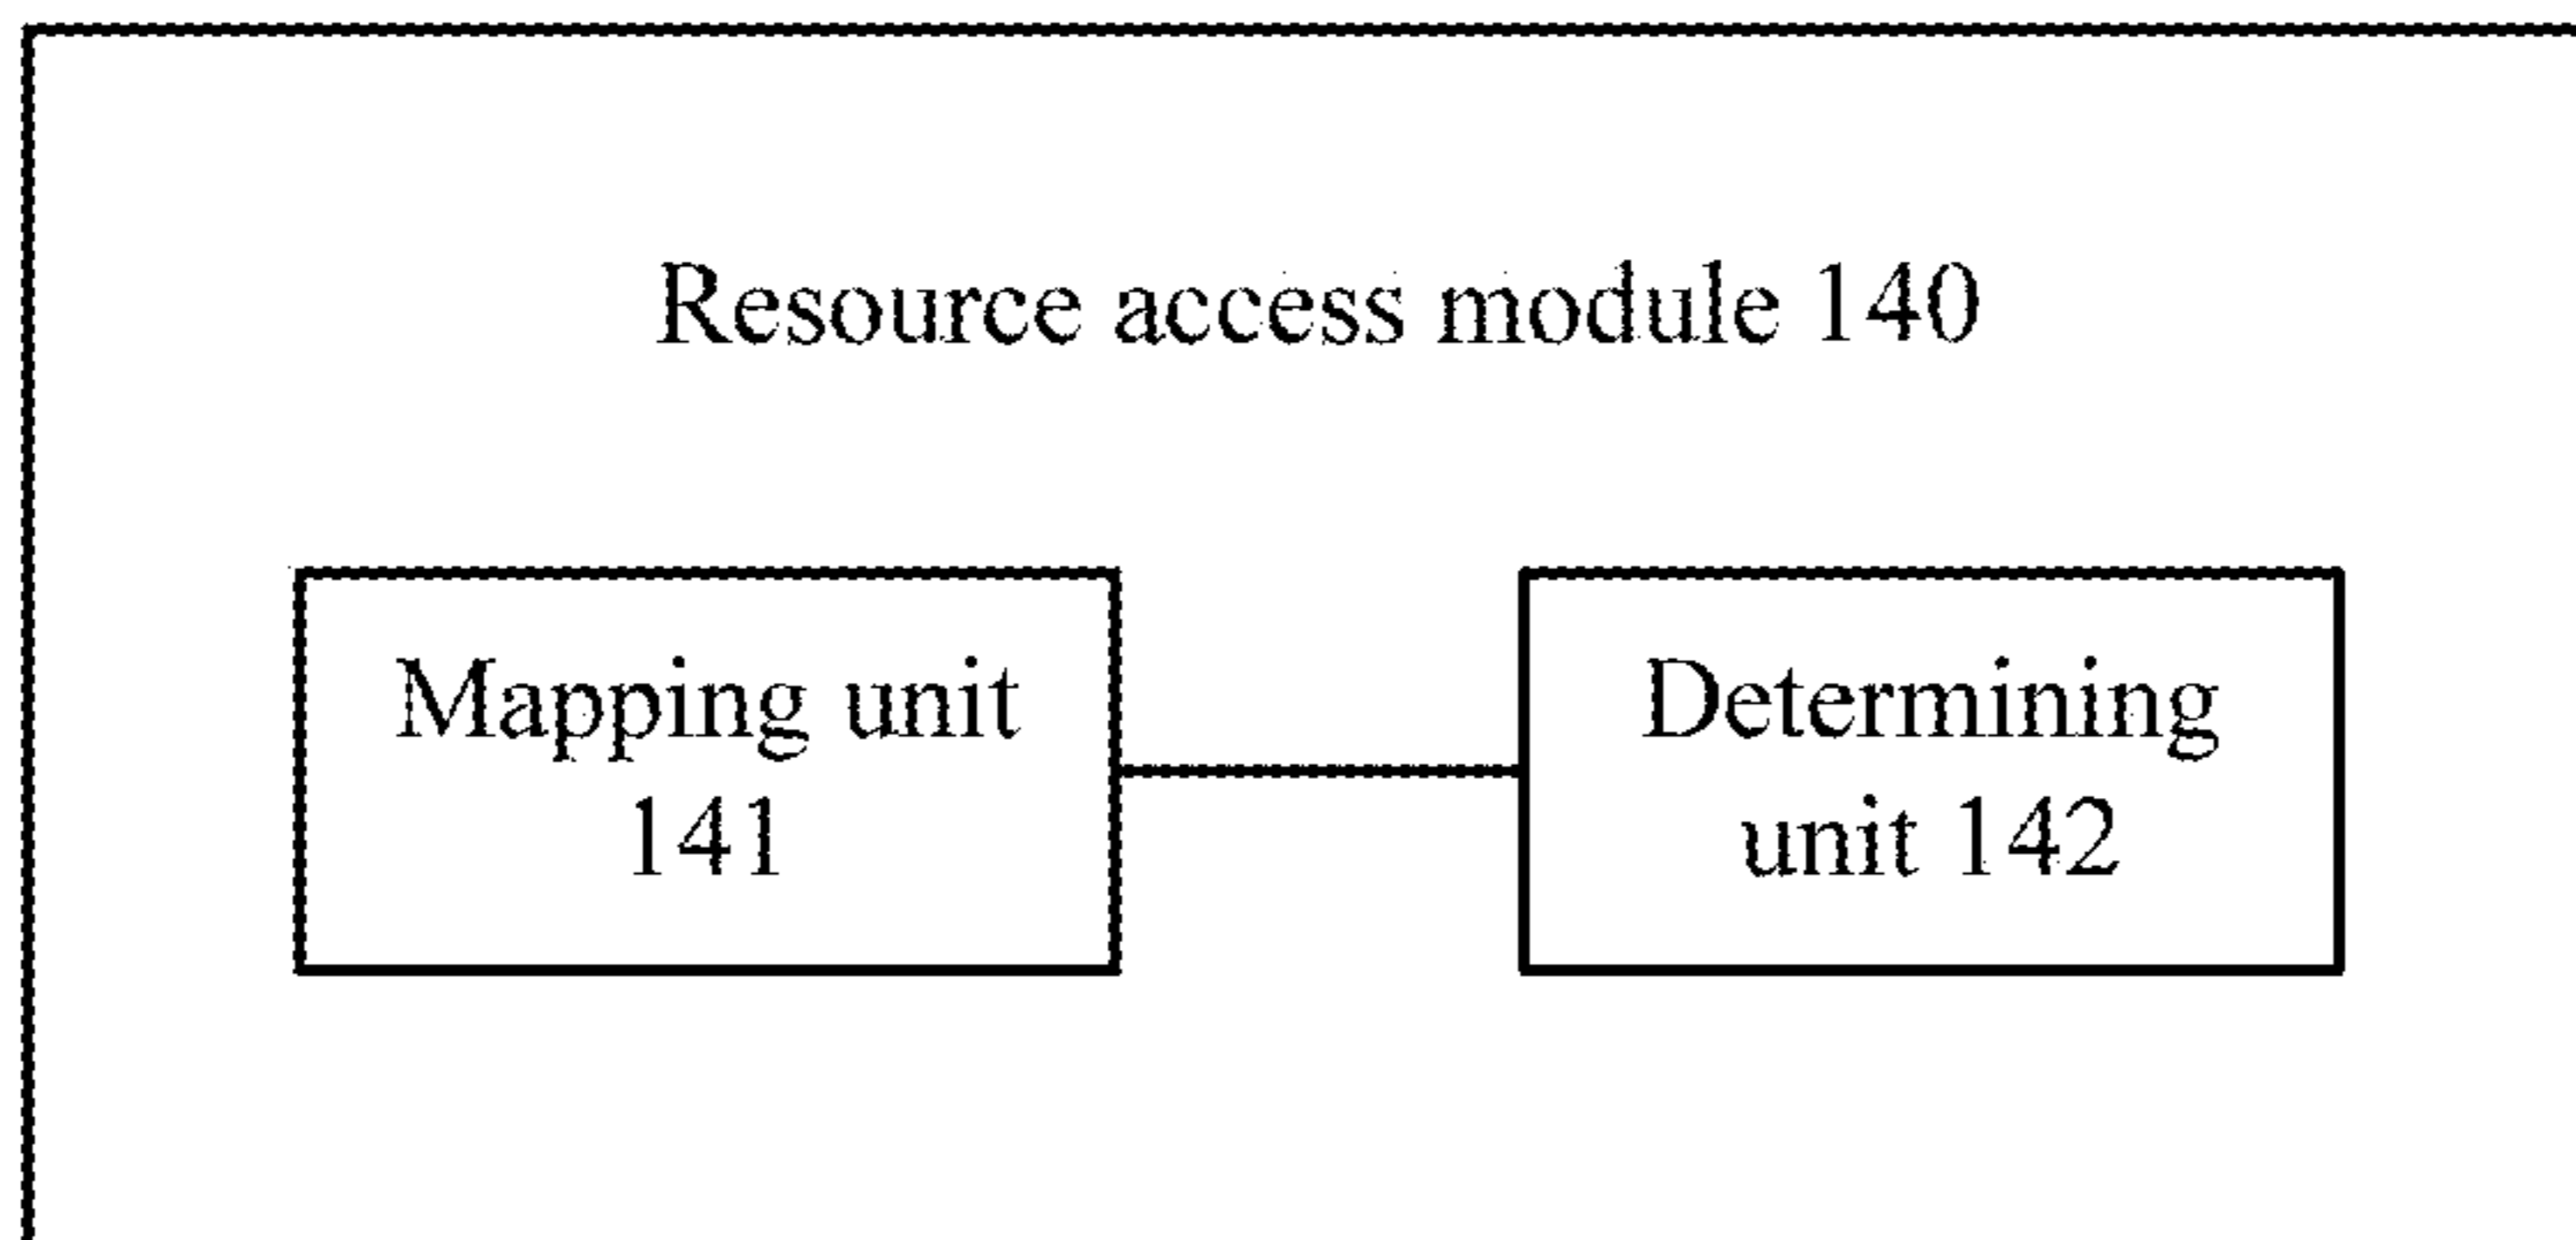 Resource access module 140
Mapping unit
141
Determining
unit 142